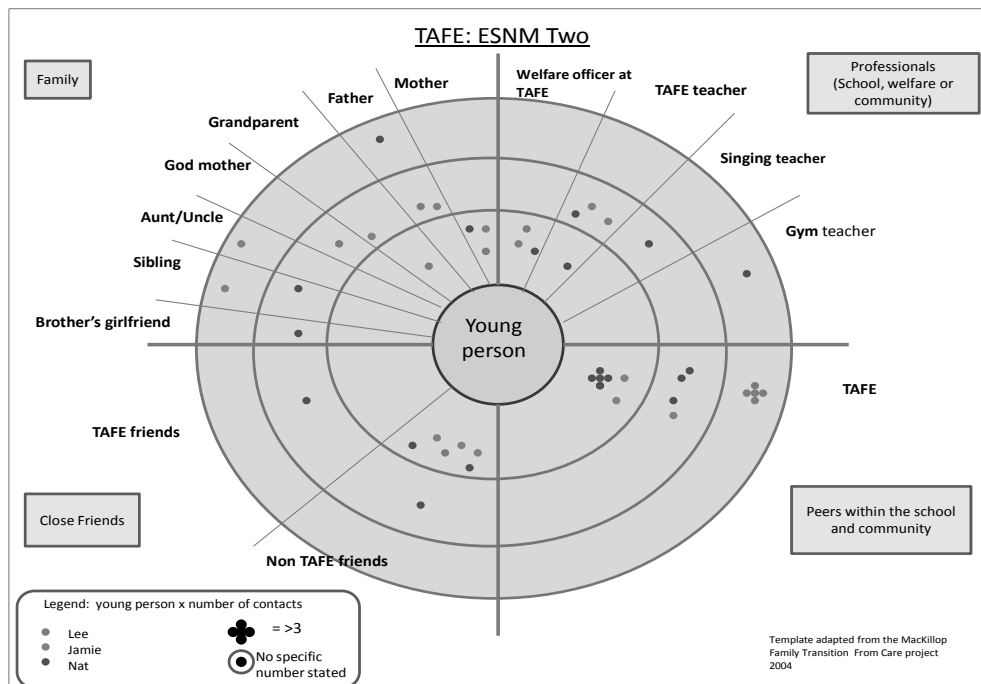 TAFE: ESNM Two
Family
Professionals
(School, welfare or
community)
Mother
Welfare officer at
TAFE
TAFE teacher
Father
Grandparent
Singing teacher
God mother
Aunt/Uncle
Gym teacher
Sibling
Brother’s girlfriend
Young
person
TAFE
TAFE friends
Close Friends
Peers within the school
and community
Non TAFE friends
Legend: young person x number of contacts
Lee
Jamie
Nat
= >3
No specific
number stated
Template adapted from the MacKillop
Family Transition From Care project
2004